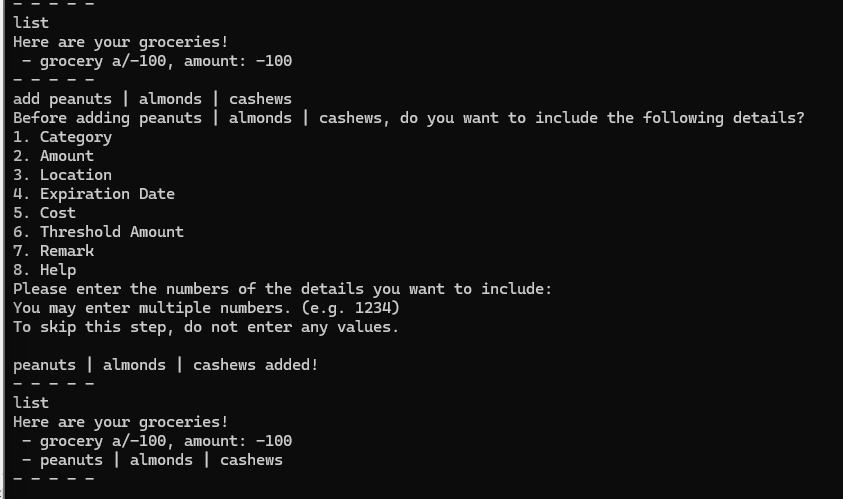 - - - - -
list
Here are your groceries!
 - grocery a/-100, amount: -100
- - - - -
add peanuts | almonds | cashews
Before adding peanuts | almonds | cashews, do you want to include the following details?
1. Category
2. Amount
3. Location
4. Expiration Date
5. Cost
6. Threshold Amount
7. Remark
8. Help
Please enter the numbers of the details you want to include:
You may enter multiple numbers. (e.g. 1234)
To skip this step, do not enter any values.

peanuts | almonds | cashews added!
- - - - -
list
Here are your groceries!
 - grocery a/-100, amount: -100
 - peanuts | almonds | cashews
- - - - -